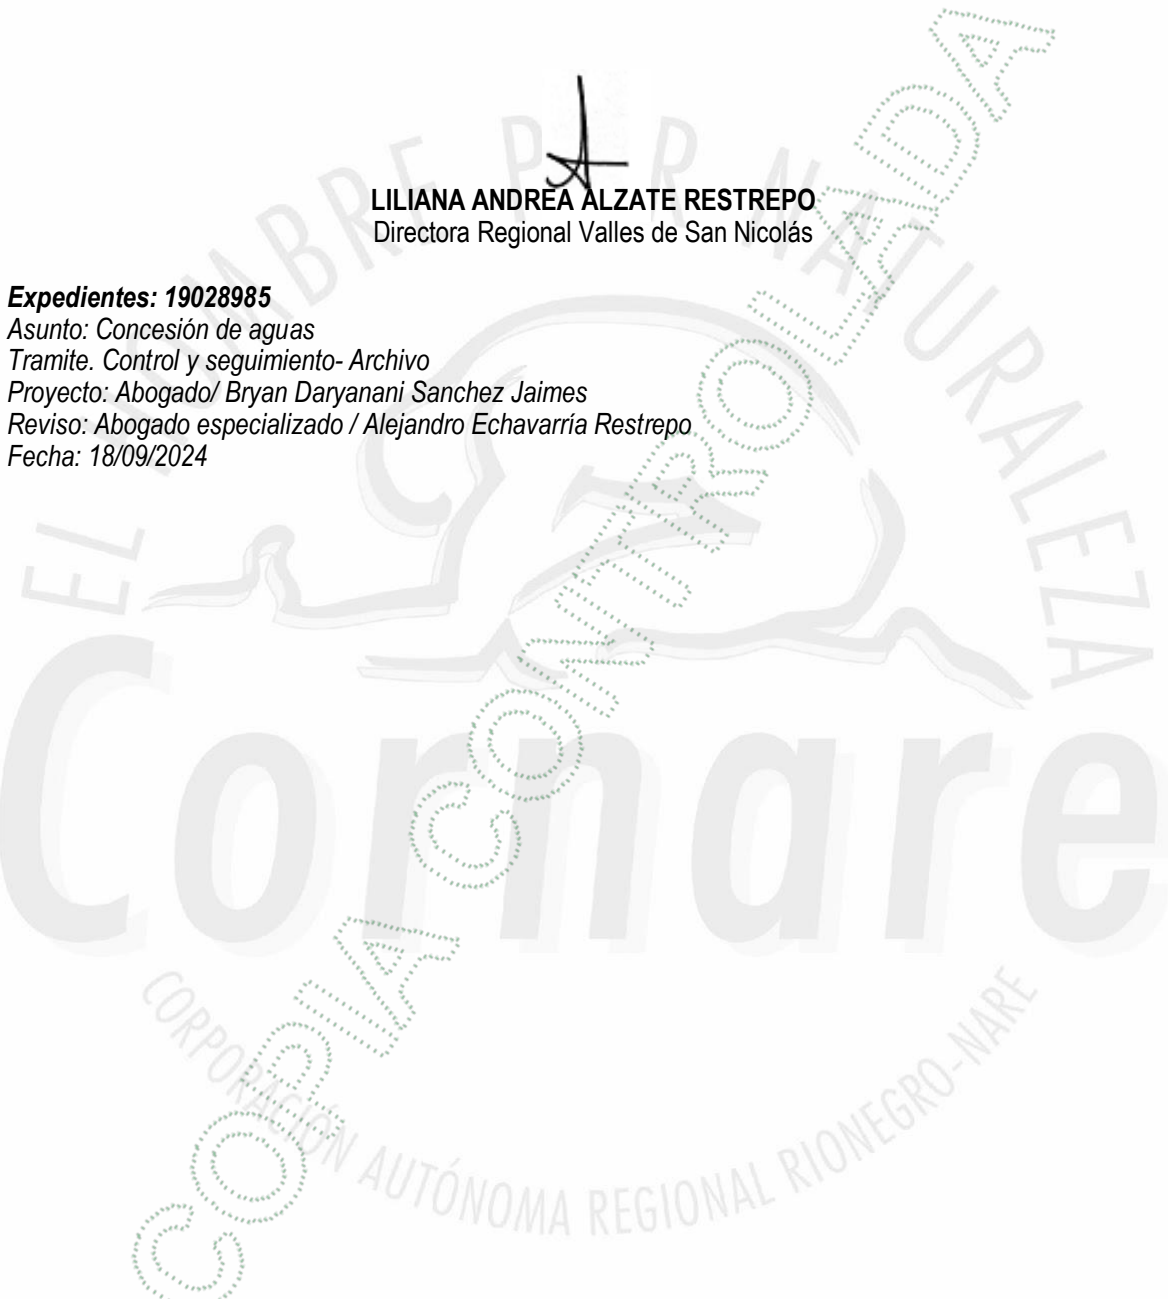 LILIANA ANDREA ALZATE RESTREPO
Directora Regional Valles de San Nicolás
Expedientes: 19028985
Asunto: Concesión de aguas
Tramite. Control y seguimiento- Archivo
Proyecto: Abogado/ Bryan Daryanani Sanchez Jaimes
Reviso: Abogado especializado / Alejandro Echavarría Restrepo
Fecha: 18/09/2024
EL HOMBRE POR NATURALEZA
Cornare
CORPORACIÓN AUTÓNOMA REGIONAL RIONEGRO-NARE
COPIA CONTROLADA